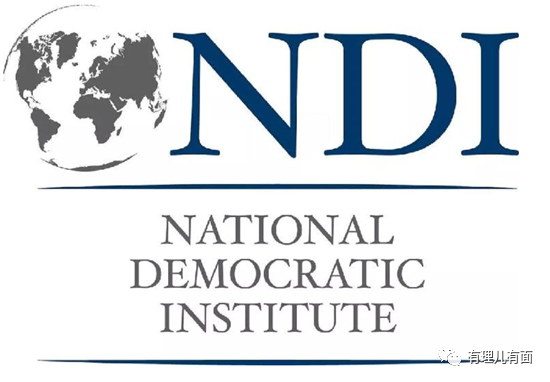 NDI
NATIONAL
DEMOCRATIC
INSTITUTE
有理儿有面